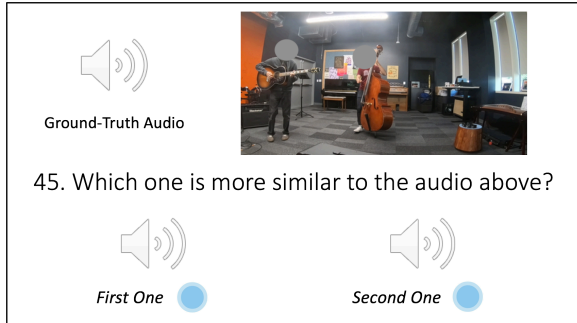 Ground-Truth Audio
45. Which one is more similar to the audio above?
First One
Second One